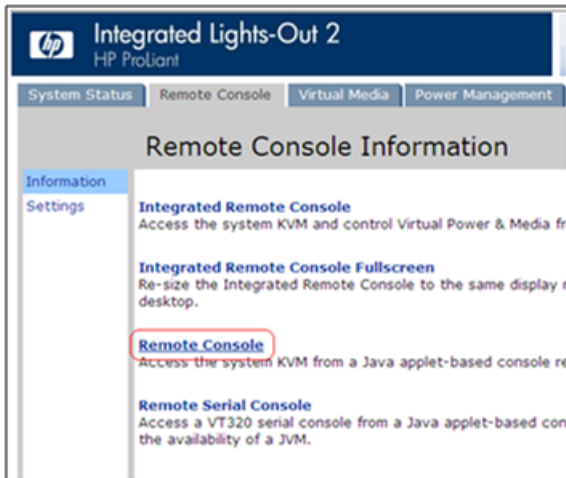 hp
Integrated Lights-Out 2
HP ProLiant
System Status Remote Console Virtual Media Power Management
Remote Console Information
Information
Settings
Integrated Remote Console
Access the system KVM and control Virtual Power & Media
Integrated Remote Console Fullscreen
Re-size the Integrated Remote Console to the same display
desktop.
Remote Console
Access the system KVM from a Java applet-based console
Remote Serial Console
Access a VT320 serial console from a Java applet-based
the availability of a JVM.